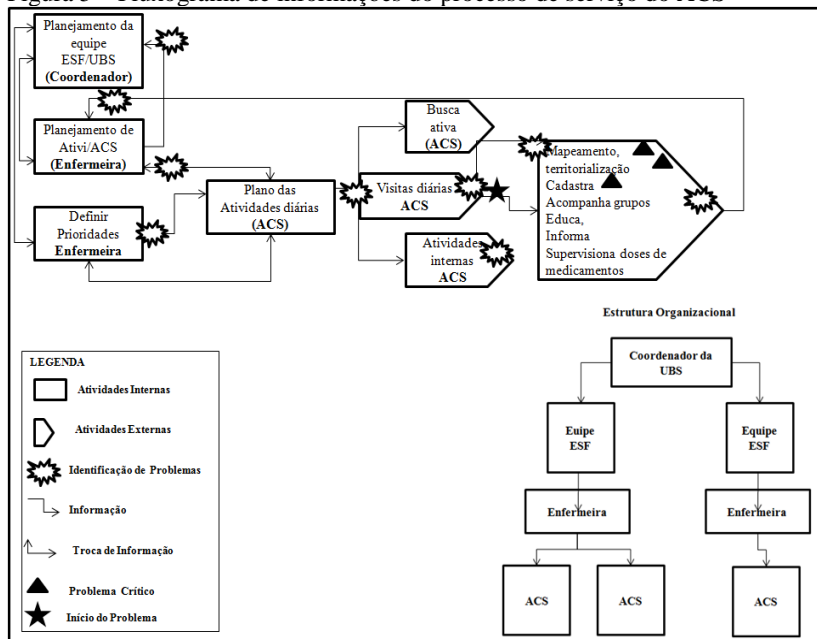 Planejamento da
equipe
ESF/UBS
(Coordenador)
Planejamento de
Ativi/ACS
(Enfermeira)
Definir
Prioridades
Enfermeira
Plano das
Atividades diárias
(ACS)
Busca
ativa
(ACS)
Visitas diárias
ACS
Atividades
internas
ACS
Mapeamento,
territorialização
Cadastra
Acompanha grupos
Educa,
Informa
Supervisiona doses de
medicamentos
Estrutura Organizacional
Coordenador da
UBS
Euipe
ESF
Equipe
ESF
Enfermeira
Enfermeira
ACS
ACS
ACS
LEGENDA
Atividades Internas
Atividades Externas
Identificação de Problemas
Informação
Troca de Informação
Problema Crítico
Início do Problema